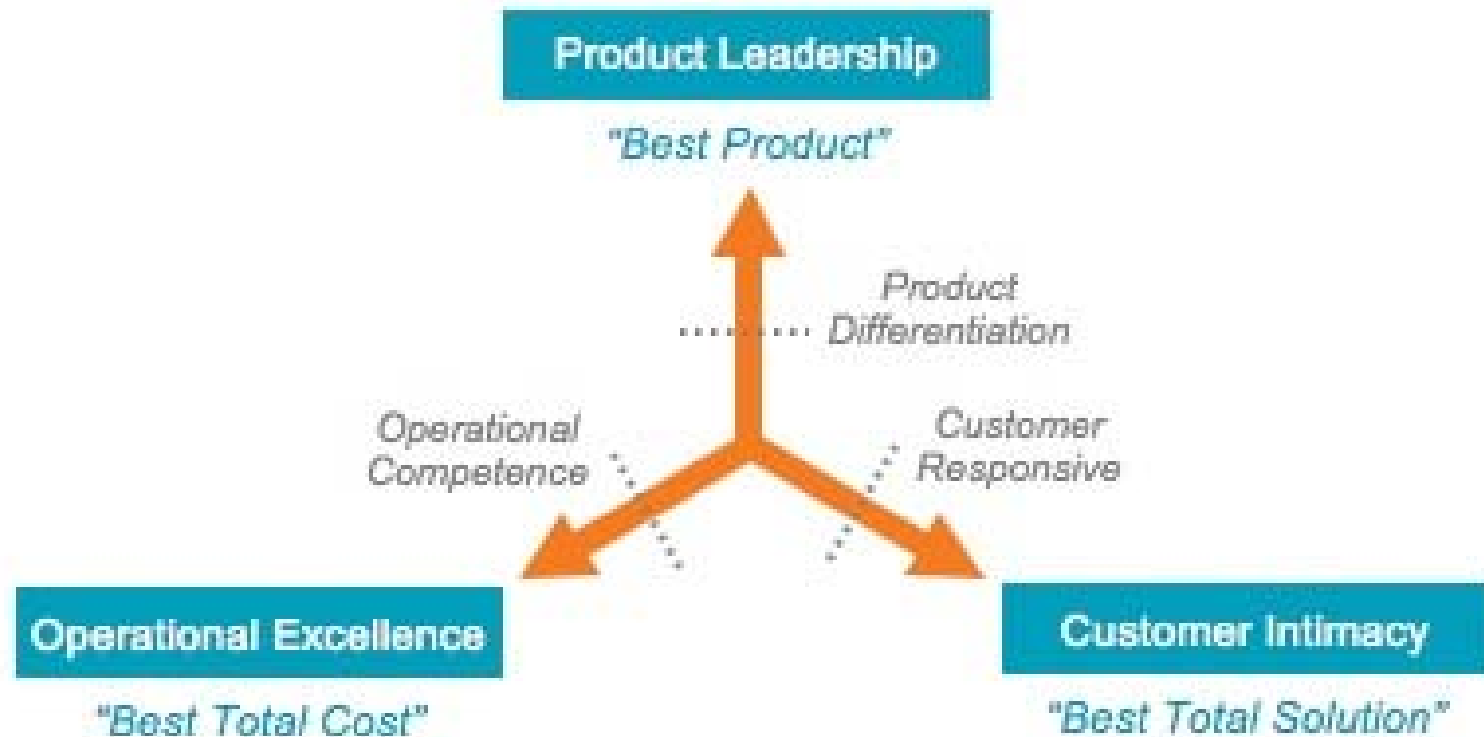 Product Leadership
"Best Product"
Product
Differentiation
Operational
Competence
Customer
Responsive
Operational Excellence
"Best Total Cost"
Customer Intimacy
"Best Total Solution"